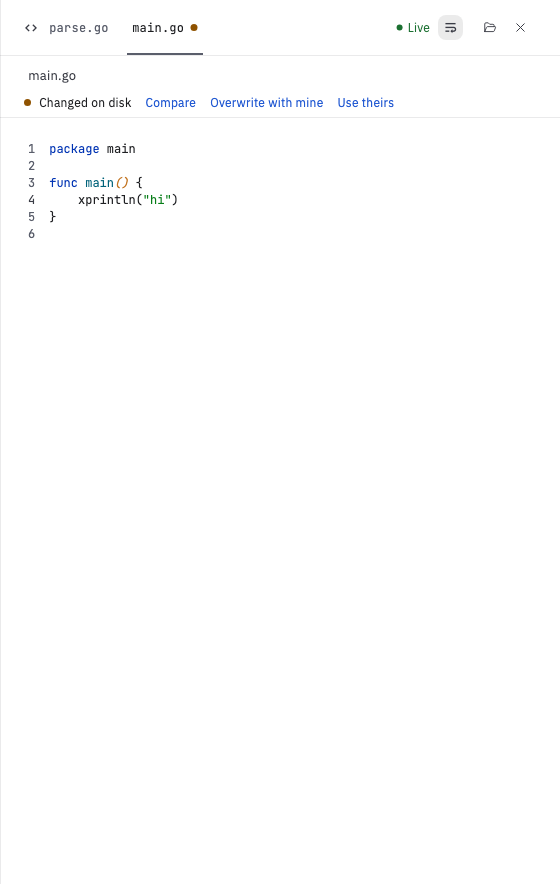 parse.go main.go Live
main.go
Changed on disk Compare Overwrite with mine Use theirs
1 package main
2
3 func main() {
4     xprintln("hi")
5 }
6